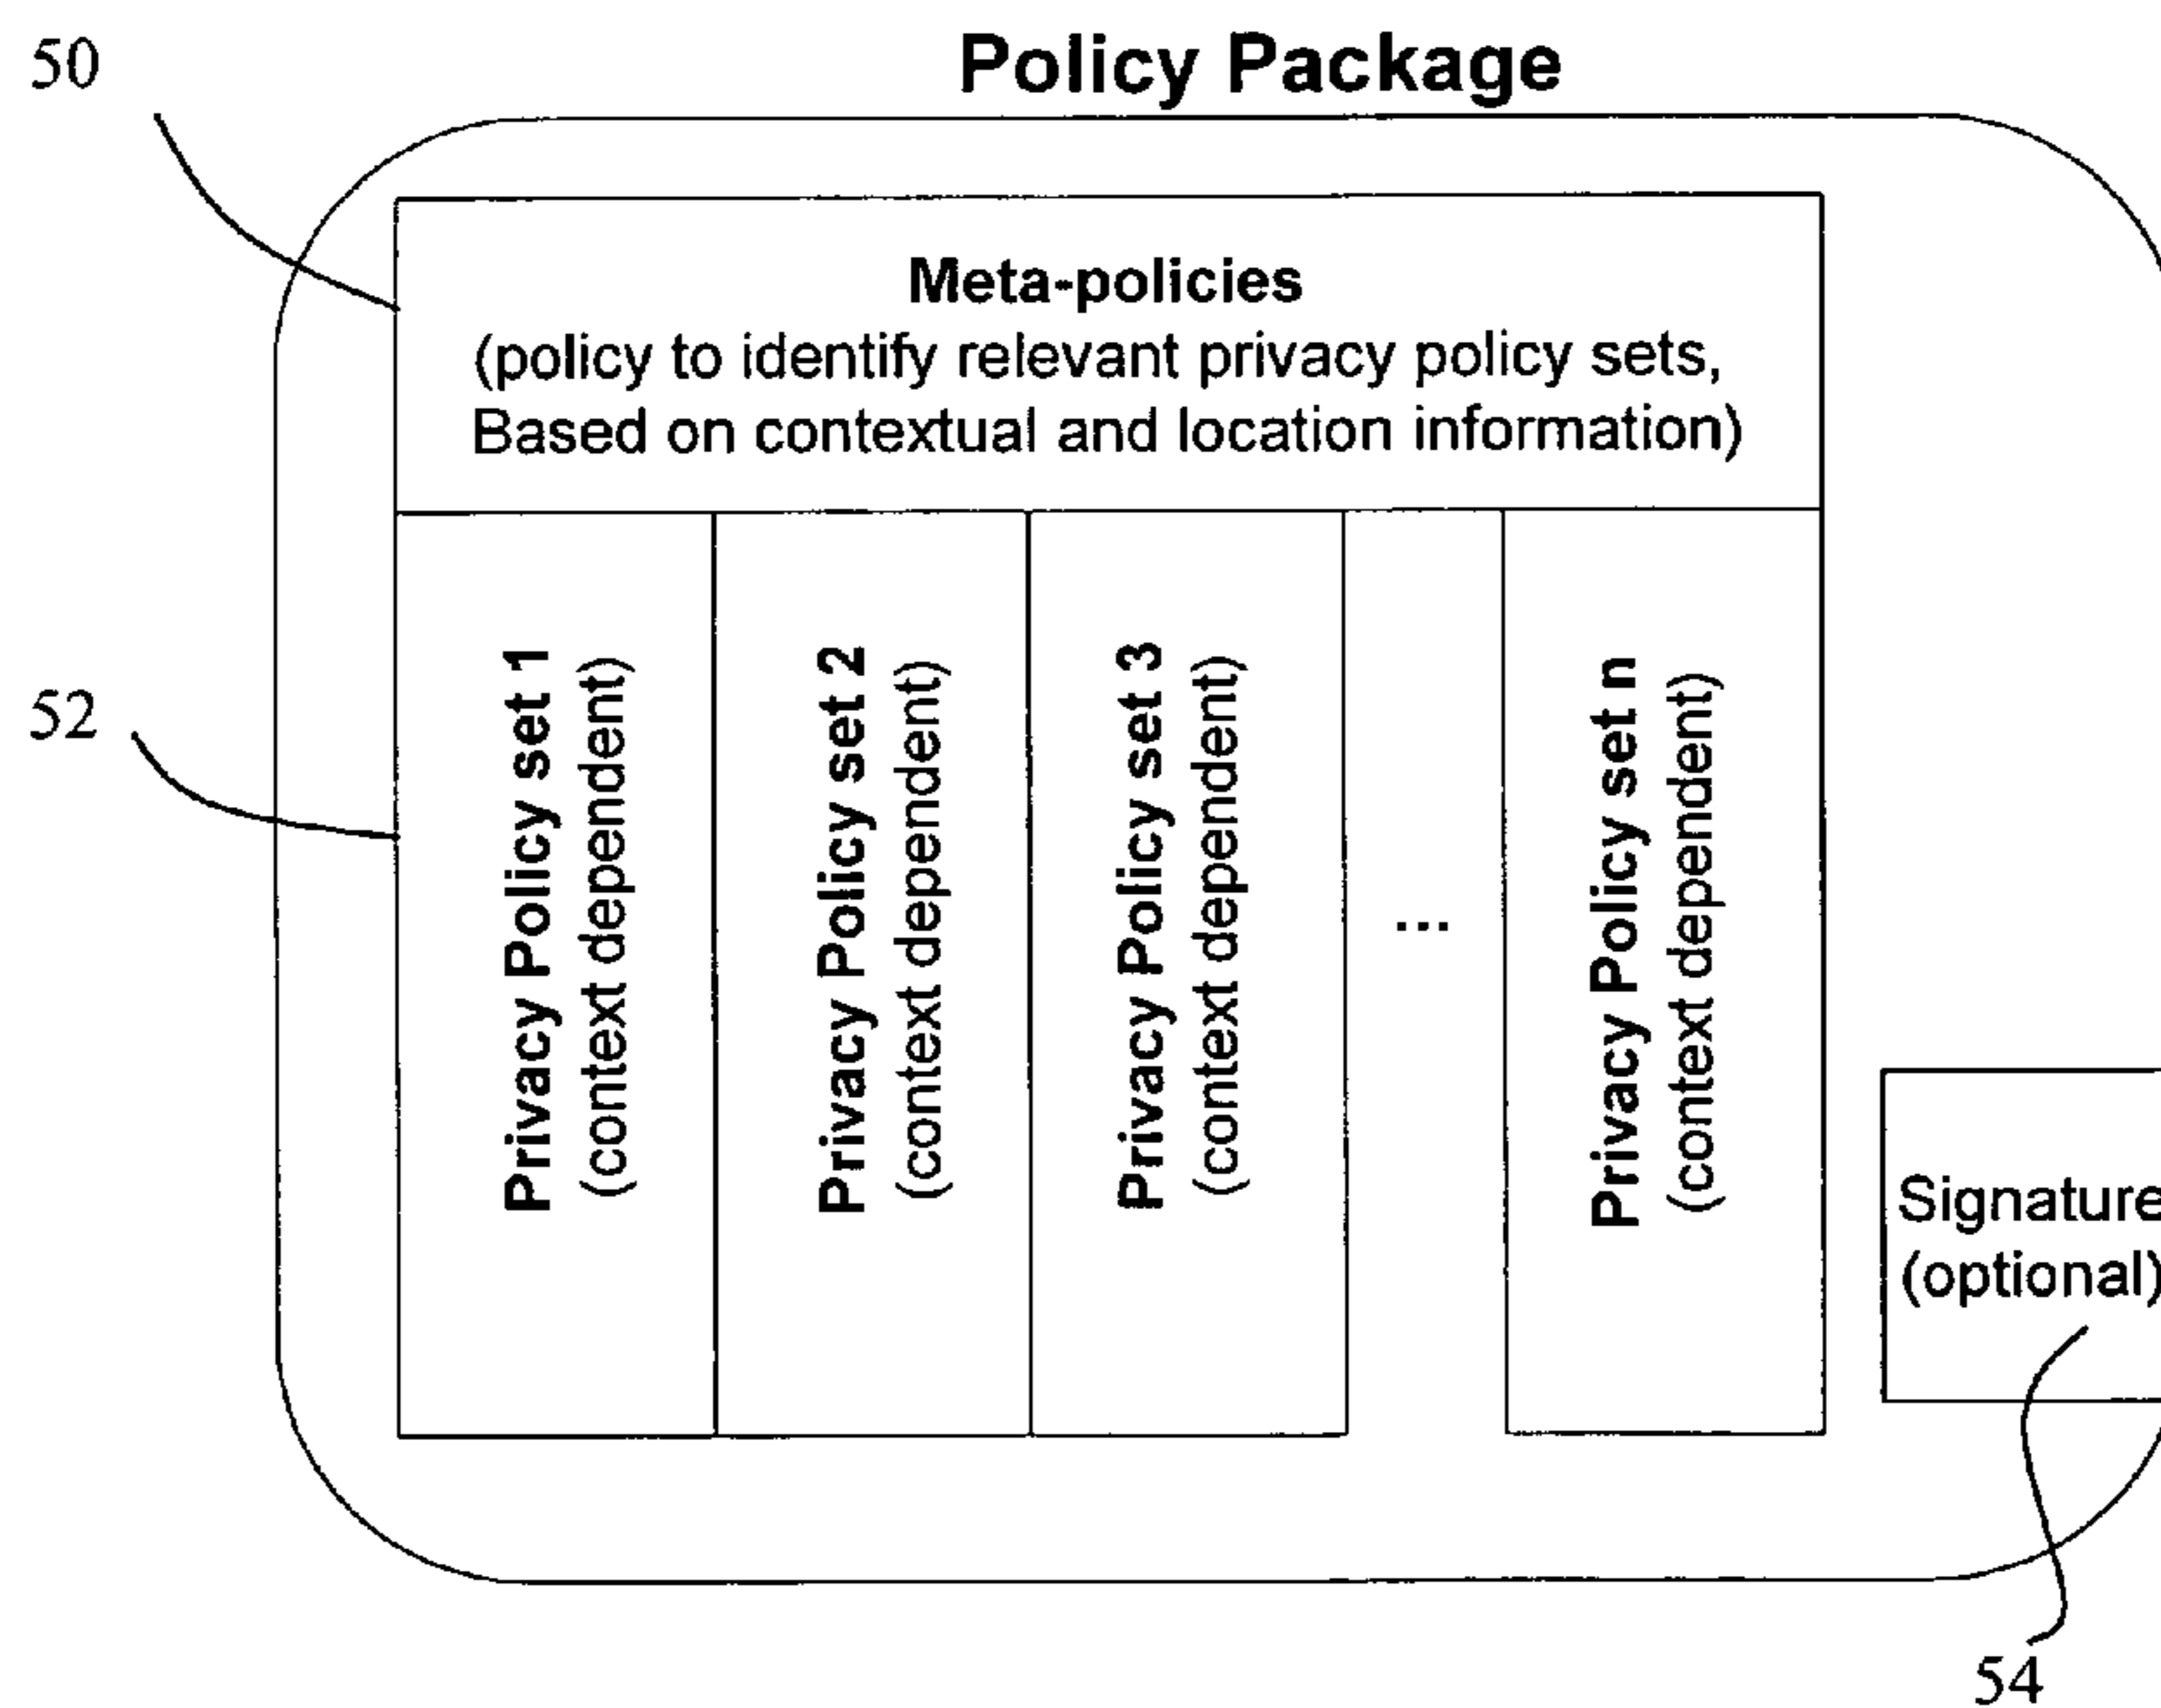 50
Policy Package
Meta-policies
(policy to identify relevant privacy policy sets,
Based on contextual and location information)
52
Privacy Policy set 1
(context dependent)
Privacy Policy set 2
(context dependent)
Privacy Policy set 3
(context dependent)
...
Privacy Policy set n
(context dependent)
Signature
(optional)
54